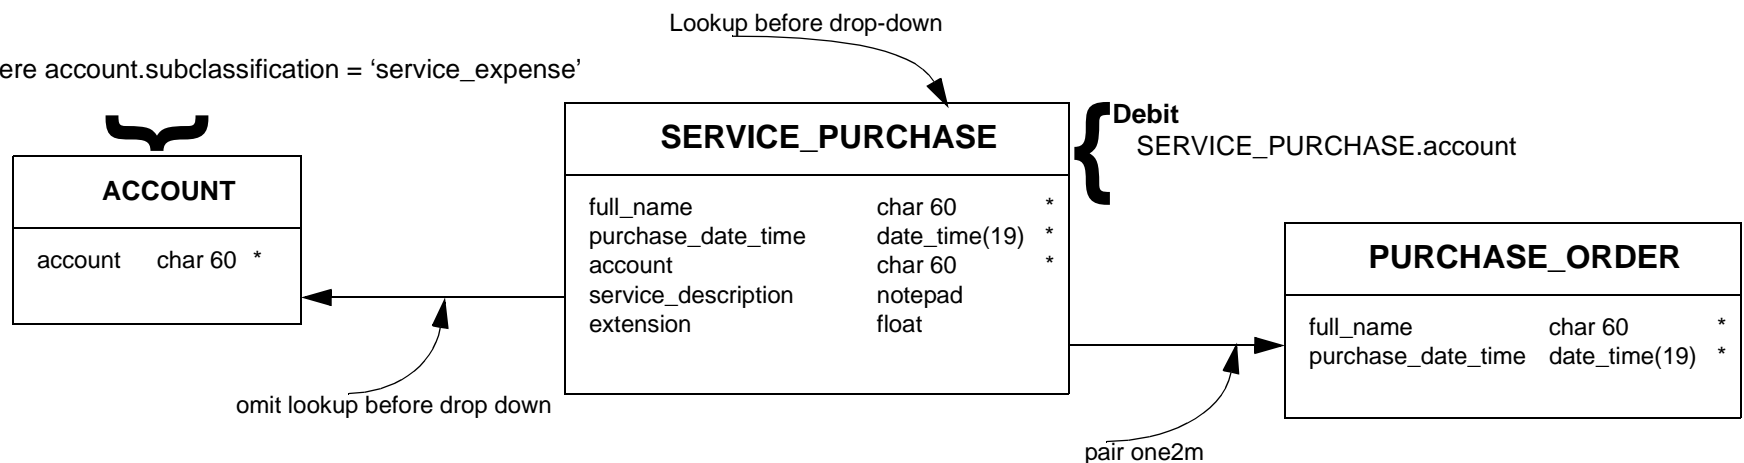 Lookup before drop-down
ere account.subclassification = ‘service_expense’
SERVICE_PURCHASE
Debit
SERVICE_PURCHASE.account
ACCOUNT
full_name char 60 *
purchase_date_time date_time(19) *
account char 60 *
service_description notepad
extension float
account char 60 *
PURCHASE_ORDER
full_name char 60 *
purchase_date_time date_time(19) *
omit lookup before drop down
pair one2m